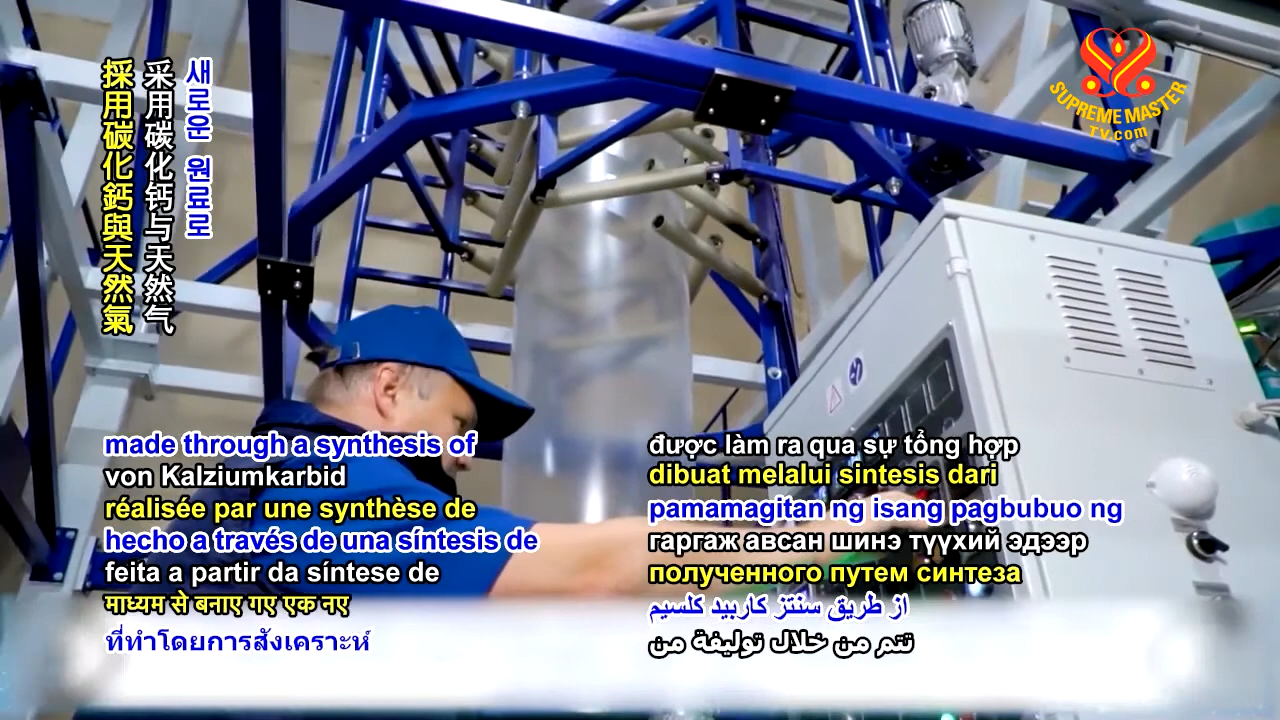 採用碳化鈣與天然氣
采用碳化钙与天然气
새로운 원료로
SUPREME MASTER
TV.com
made through a synthesis of
von Kalziumkarbid
réalisée par une synthèse de
hecho a través de una síntesis de
feita a partir da síntese de
माध्यम से बनाए गए एक नए
ที่ทำโดยการสังเคราะห์
được làm ra qua sự tổng hợp
dibuat melalui sintesis dari
pamamagitan ng isang pagbubuo ng
гаргаж авсан шинэ түүхий эдээр
полученного путем синтеза
از طریق سنتز کاربید کلسیم
تتم من خلال توليفة من